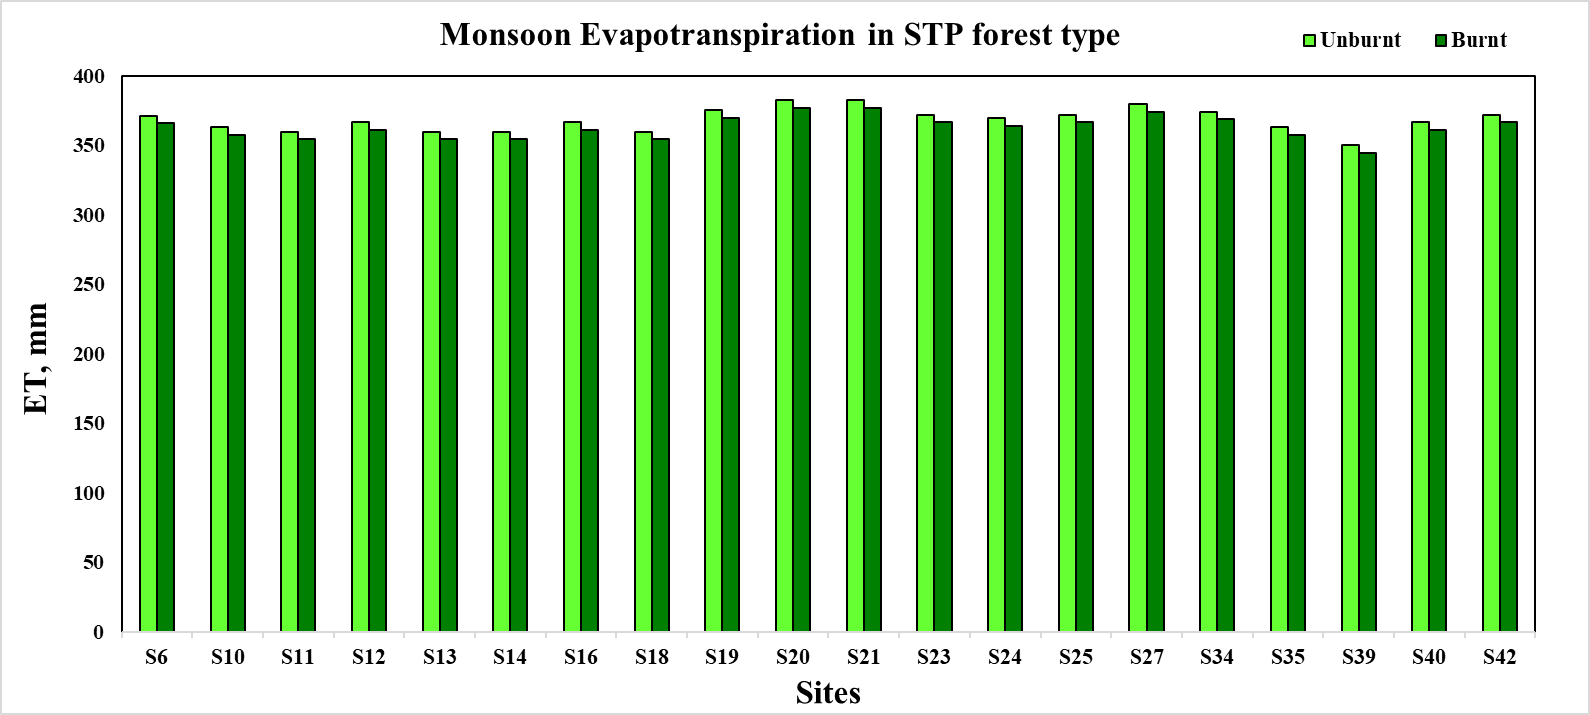 Monsoon Evapotranspiration in STP forest type
Unburnt Burnt
400
350
300
250
200
150
100
50
0
ET, mm
S6 S10 S11 S12 S13 S14 S16 S18 S19 S20 S21 S23 S24 S25 S27 S34 S35 S39 S40 S42
Sites